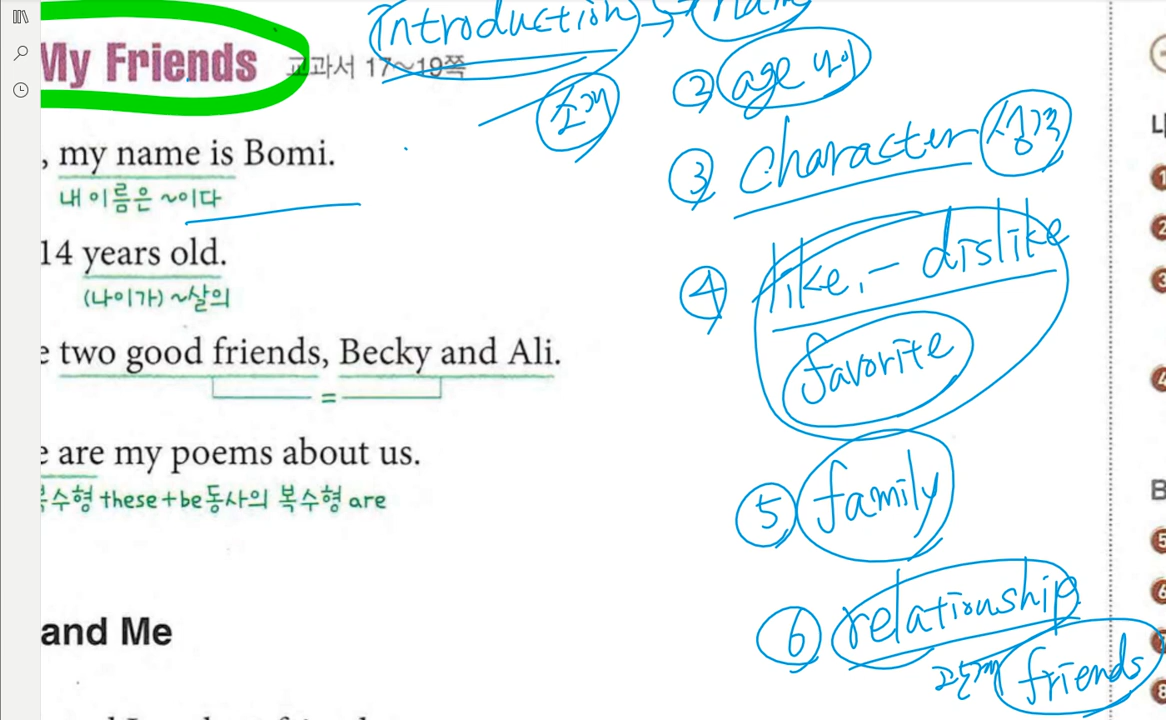 Introduction → nam
My Friends 교과서 17~19쪽
소개
② age 나이
, my name is Bomi.
내 이름은 ~이다
③ character 성격
14 years old.
(나이가) ~살의
④ like, - dislike
favorite
e two good friends, Becky and Ali.
=
e are my poems about us.
복수형 these+be동사의 복수형 are
⑤ family
⑥ relationship
관계 friends
and Me
나
B